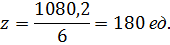 z = 1080,2 / 6 = 180 ед.